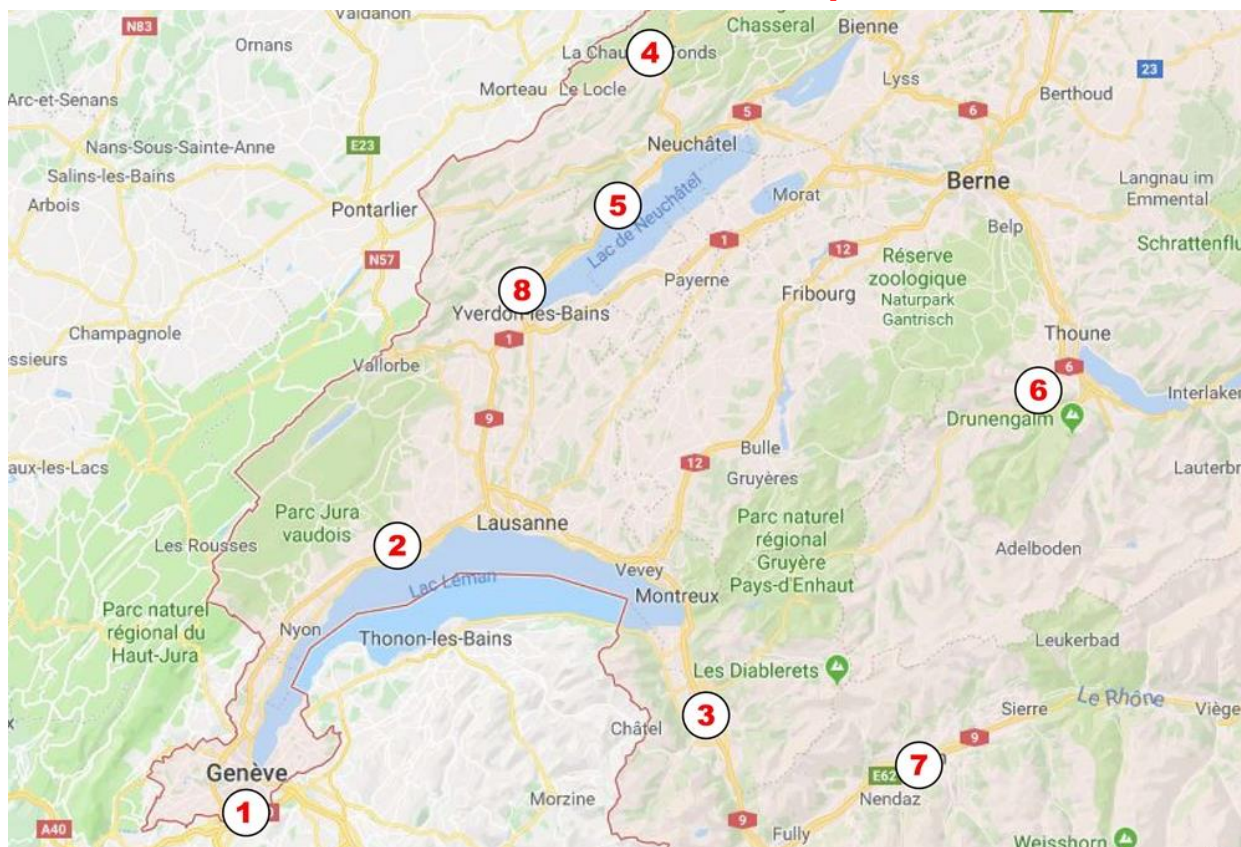 N83
Valdahon
Ornans
La Chau
4
Fonds
Chasseral
Bienne
23
Arc-et-Senans
Morteau
Le Locle
Lyss
Berthoud
5
6
Nans-Sous-Sainte-Anne
E23
Neuchâtel
Salins-les-Bains
Berne
Langnau im
Emmental
Arbois
Pontarlier
5
Lac de Neuchâtel
Morat
Belp
1
12
Schrattenflu
N57
Réserve
zoologique
Naturpark
Gantrisch
8
Payerne
Fribourg
Yverdon-les-Bains
Champagnole
1
Thoune
essieurs
Vallorbe
6
6
Interlaken
9
Drunengalm
Bulle
12
aux-les-Lacs
Gruyères
Lauterbr
Parc Jura
vaudois
Lausanne
Parc naturel
régional
Gruyère
Pays-d'Enhaut
Les Rousses
2
Adelboden
Vevey
Lac Léman
Montreux
Parc naturel
régional du
Haut-Jura
Nyon
Thonon-les-Bains
Leukerbad
Les Diablerets
Le Rhône
3
Châtel
Sierre
Viège
9
7
Genève
E62
1
Morzine
Nendaz
A40
9
Fully
Weisshorn